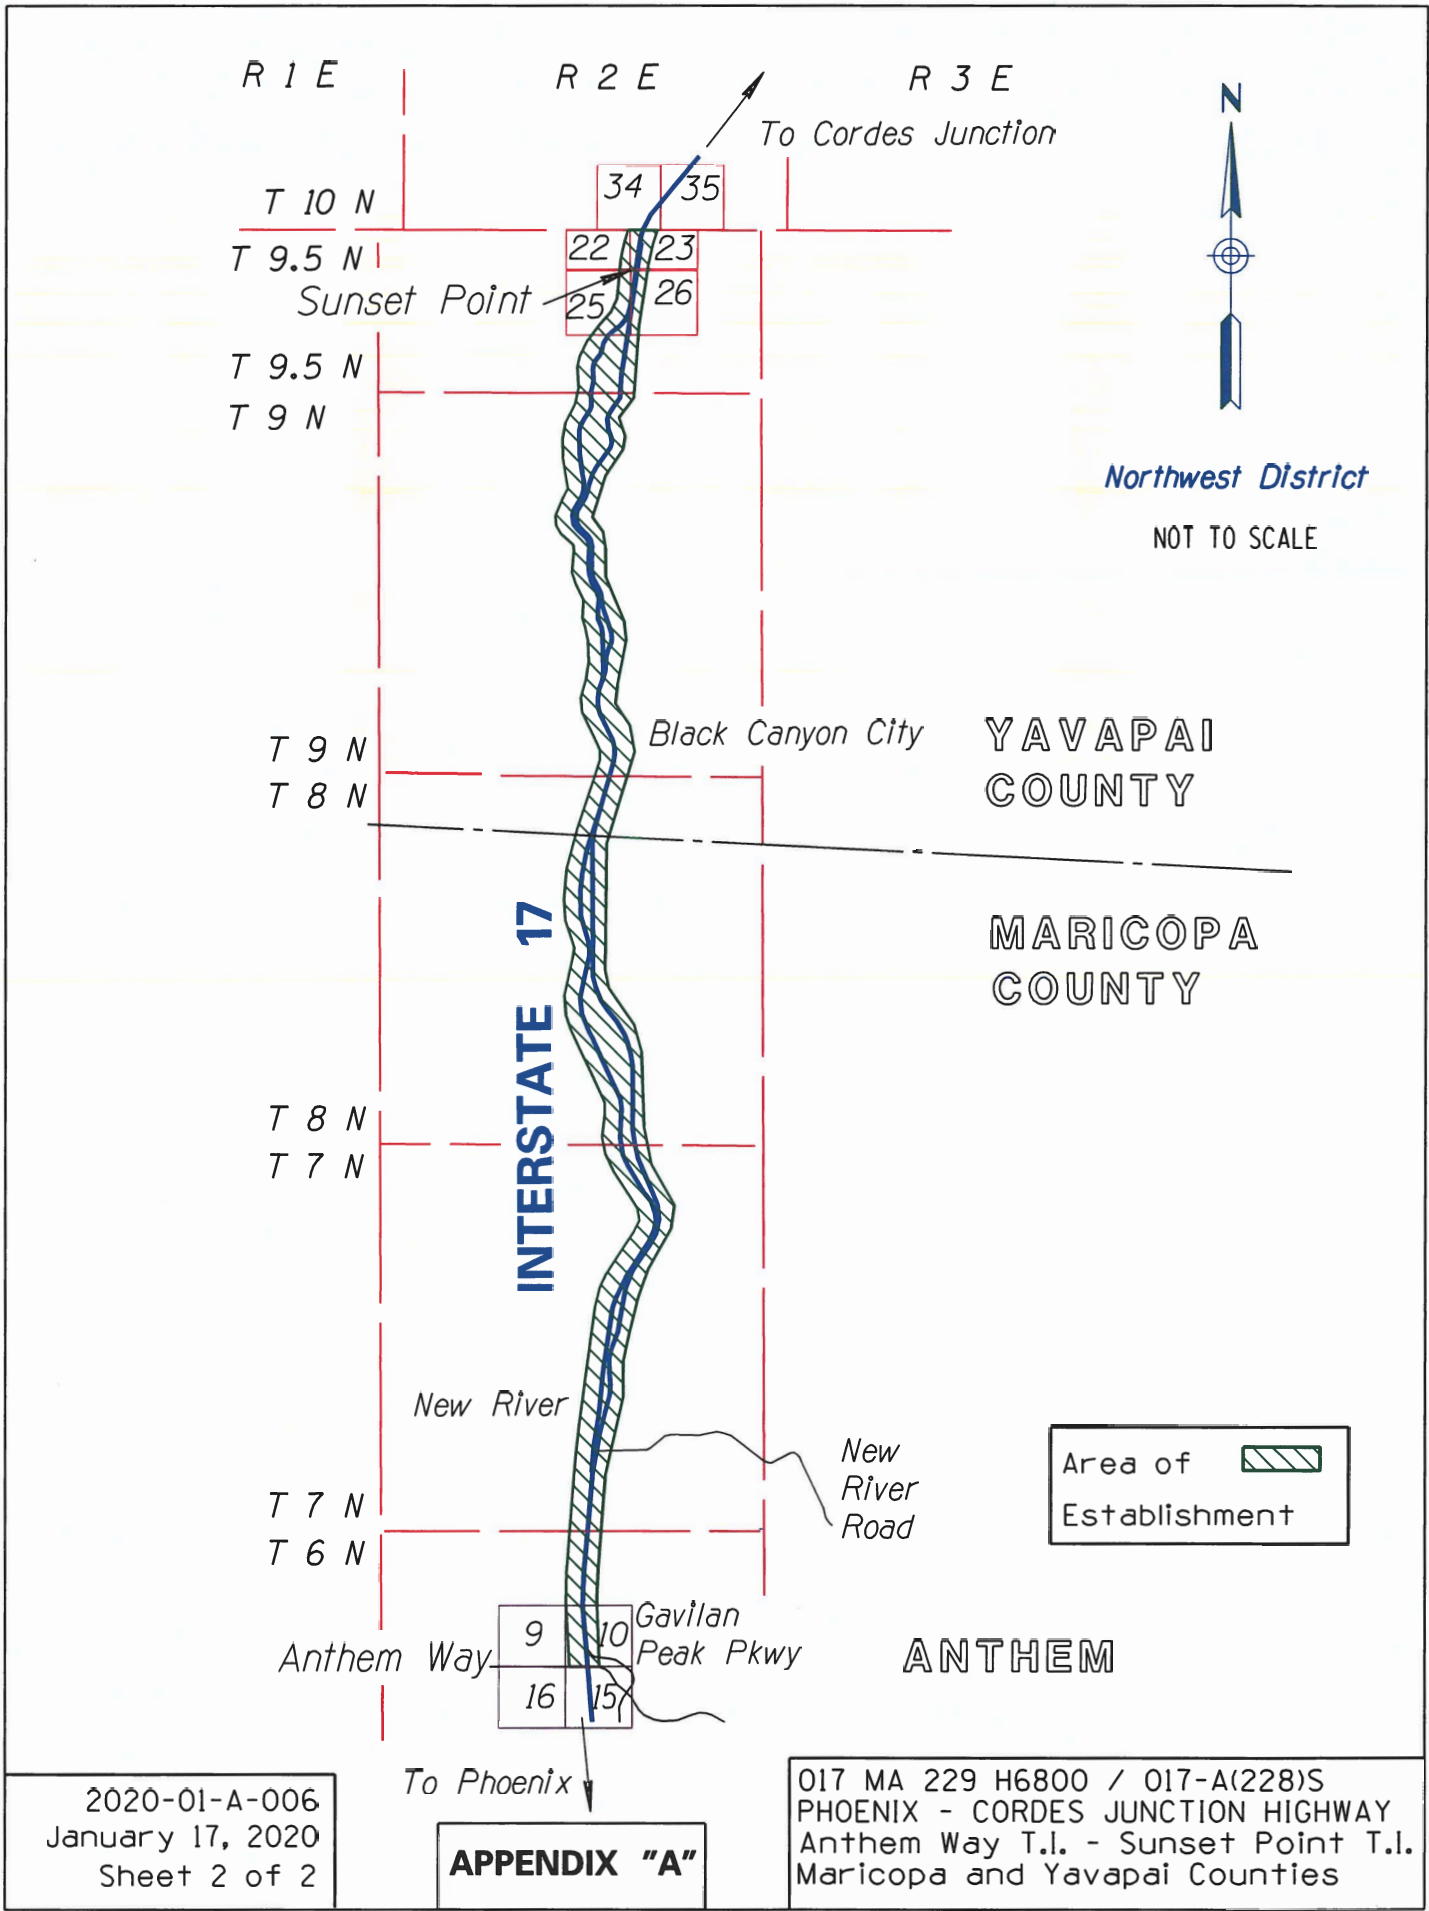 R 1 E
R 2 E
R 3 E
N
To Cordes Junction
34
35
T 10 N
T 9.5 N
22
23
Sunset Point
25
26
T 9.5 N
T 9 N
Northwest District
NOT TO SCALE
Black Canyon City
YAVAPAI
COUNTY
T 9 N
T 8 N
MARICOPA
COUNTY
INTERSTATE 17
T 8 N
T 7 N
New River
New
River
Road
Area of
Establishment
T 7 N
T 6 N
9
10
Gavilan
Peak Pkwy
Anthem Way
ANTHEM
16
15
To Phoenix
2020-01-A-006
January 17, 2020
Sheet 2 of 2
APPENDIX "A"
017 MA 229 H6800 / 017-A(228)S
PHOENIX - CORDES JUNCTION HIGHWAY
Anthem Way T.I. - Sunset Point T.I.
Maricopa and Yavapai Counties